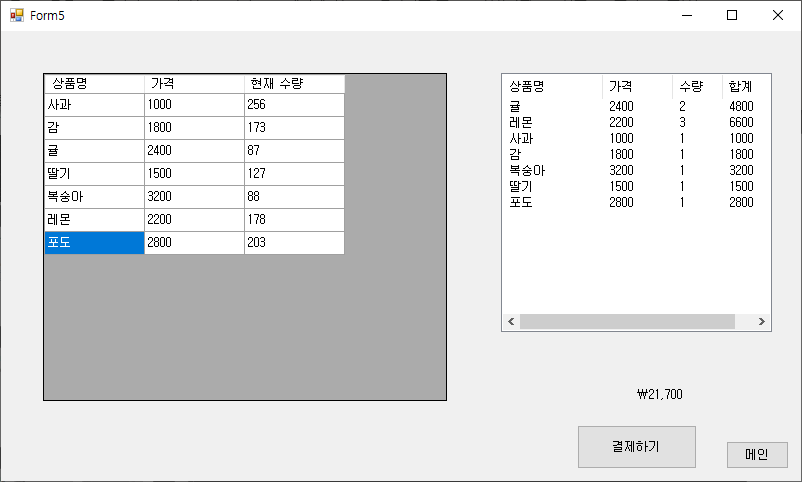 Form5
상품명 가격 현재 수량
사과 1000 256
감 1800 173
귤 2400 87
딸기 1500 127
복숭아 3200 88
레몬 2200 178
포도 2800 203
상품명 가격 수량 합계
귤 2400 2 4800
레몬 2200 3 6600
사과 1000 1 1000
감 1800 1 1800
복숭아 3200 1 3200
딸기 1500 1 1500
포도 2800 1 2800
₩21,700
결제하기
메인